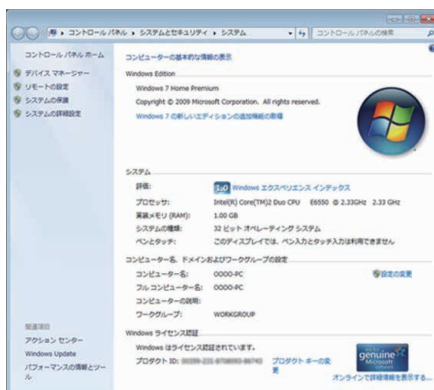 コントロール パネル ▸ システムとセキュリティ ▸ システム
コントロール パネルの検索
コントロール パネル ホーム
デバイス マネージャー
リモートの設定
システムの保護
システムの詳細設定
コンピューターの基本的な情報の表示
Windows Edition
Windows 7 Home Premium
Copyright © 2009 Microsoft Corporation. All rights reserved.
Windows 7 の新しいエディションの追加機能の取得
システム
評価: 1.0 Windows エクスペリエンス インデックス
プロセッサ: Intel(R) Core(TM)2 Duo CPU E6550 @ 2.33GHz 2.33 GHz
実装メモリ (RAM): 1.00 GB
システムの種類: 32 ビット オペレーティング システム
ペンとタッチ: このディスプレイでは、ペン入力とタッチ入力は利用できません
コンピューター名、ドメインおよびワークグループの設定
コンピューター名: OOOO-PC
設定の変更
フル コンピューター名: OOOO-PC
コンピューターの説明:
ワークグループ: WORKGROUP
Windows ライセンス認証
Windows はライセンス認証されています。
プロダクト ID:
プロダクト キーの変更
genuine
オンラインで詳細情報を表示する...
関連項目
アクション センター
Windows Update
パフォーマンスの情報とツール